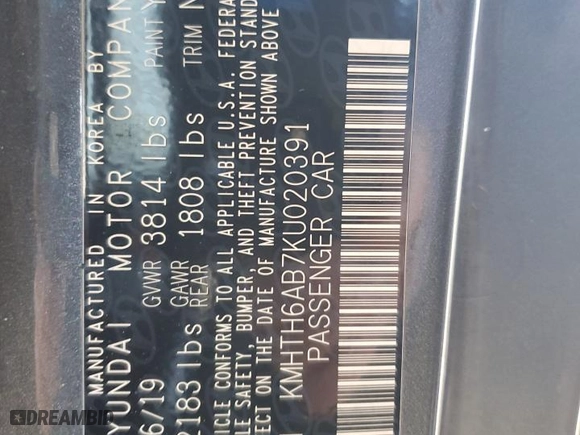 MANUFACTURED IN KOREA BY
YUNDAI MOTOR COMPAN
6/19 GVWR 3814 lbs PAINT Y
2183 lbs GAWR REAR 1808 lbs TRIM N
ICLE CONFORMS TO ALL APPLICABLE U.S.A. FEDERA
LE SAFETY, BUMPER, AND THEFT PREVENTION STAND
ECT ON THE DATE OF MANUFACTURE SHOWN ABOVE
KMHTH6AB7KU020391
PASSENGER CAR
DREAMBID